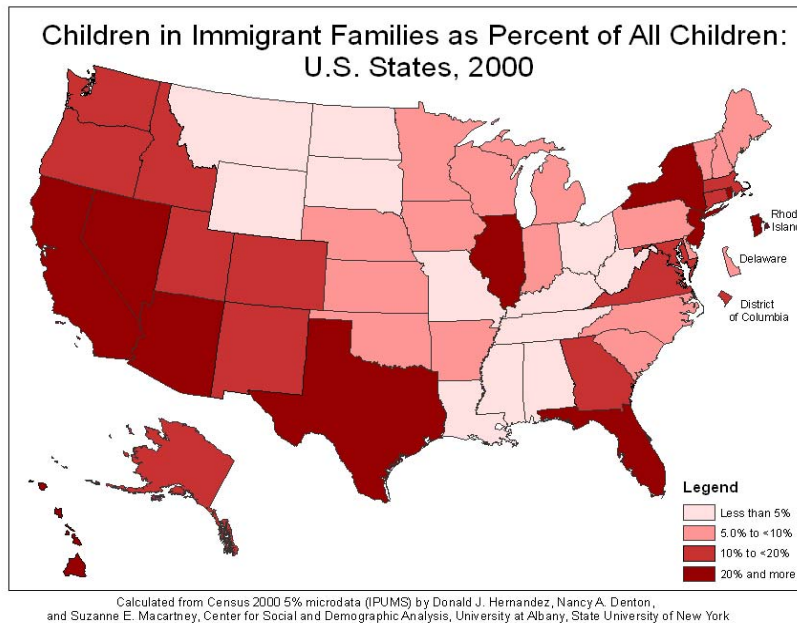 Children in Immigrant Families as Percent of All Children:
U.S. States, 2000
Rhode
Island
Delaware
District
of Columbia
Legend
Less than 5%
5.0% to <10%
10% to <20%
20% and more
Calculated from Census 2000 5% microdata (IPUMS) by Donald J. Hernandez, Nancy A. Denton,
and Suzanne E. Macartney, Center for Social and Demographic Analysis, University at Albany, State University of New York